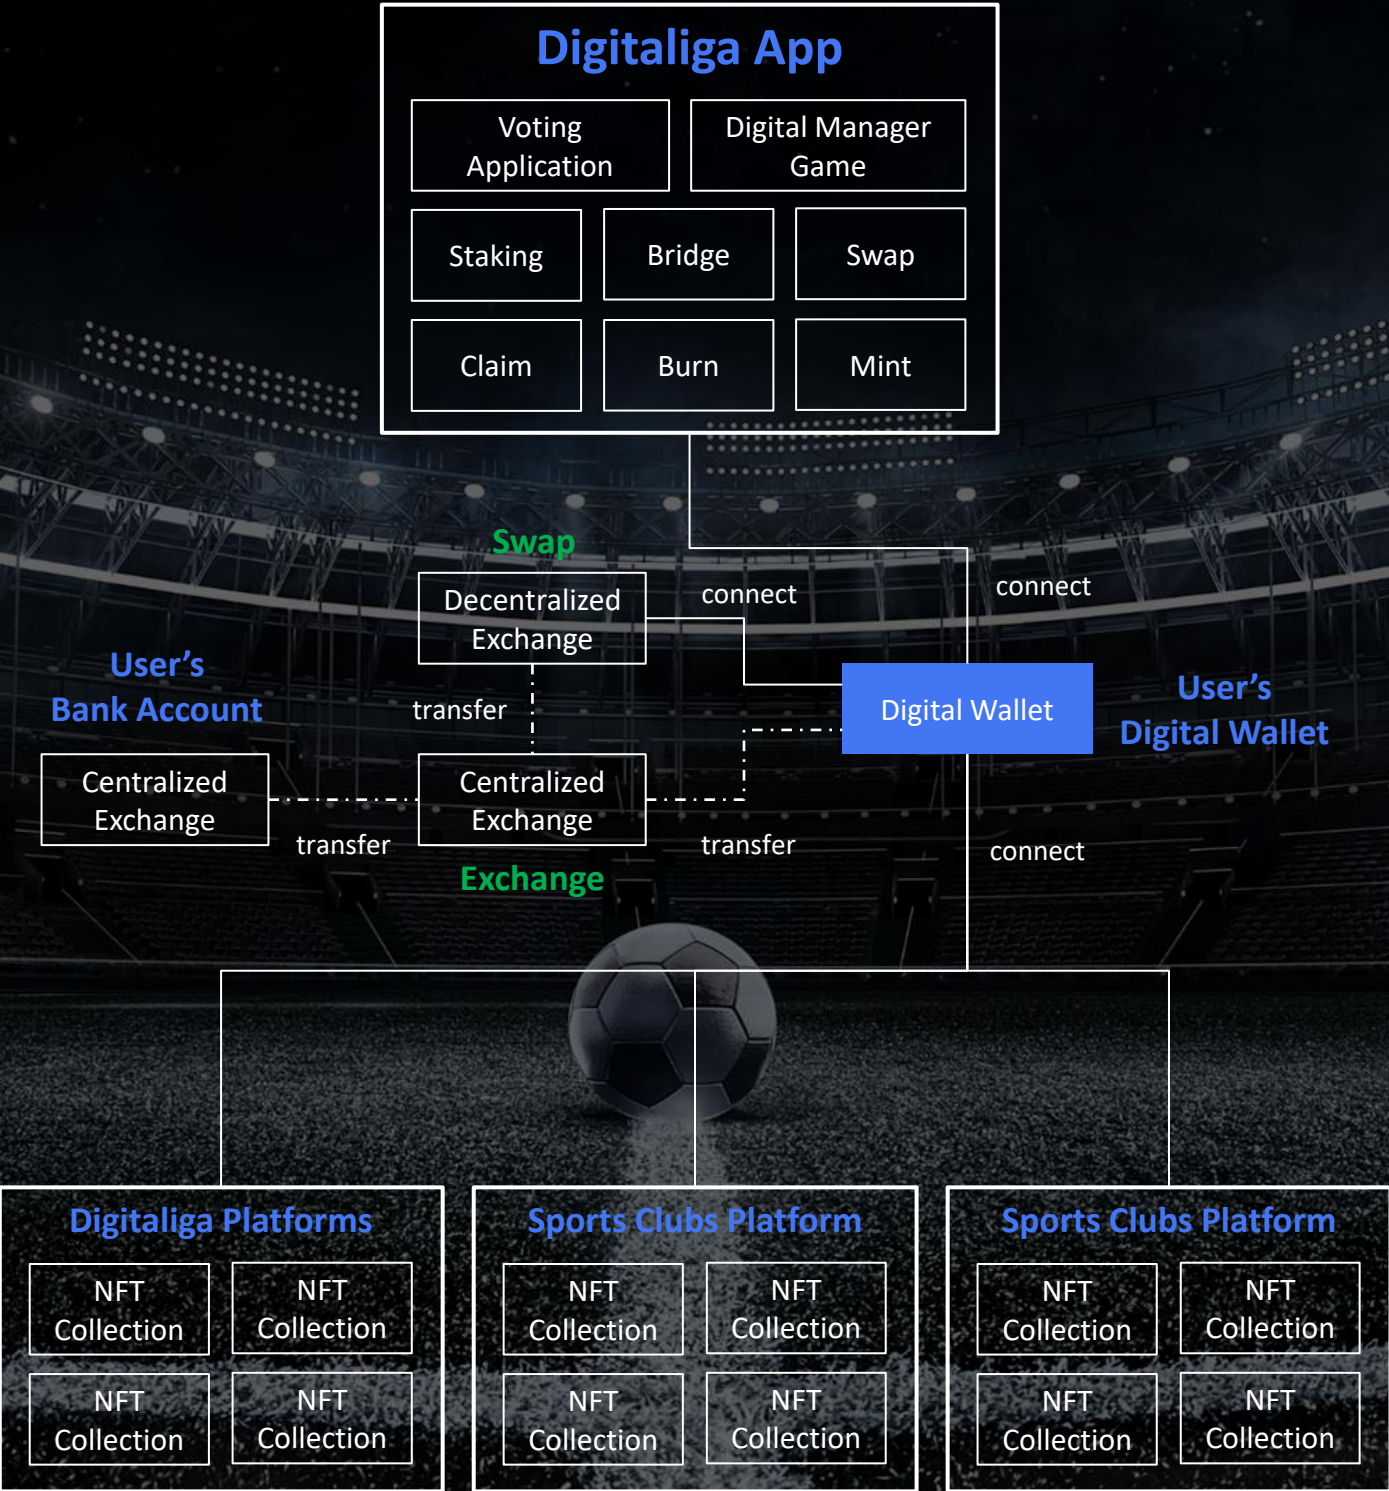 Digitaliga App
Voting
Application
Digital Manager
Game
Staking
Bridge
Swap
Claim
Burn
Mint
Swap
Decentralized
Exchange
connect
connect
User's
Bank Account
transfer
Digital Wallet
User's
Digital Wallet
Centralized
Exchange
transfer
Centralized
Exchange
transfer
connect
Exchange
Digitaliga Platforms
NFT
Collection
NFT
Collection
NFT
Collection
NFT
Collection
Sports Clubs Platform
NFT
Collection
NFT
Collection
NFT
Collection
NFT
Collection
Sports Clubs Platform
NFT
Collection
NFT
Collection
NFT
Collection
NFT
Collection